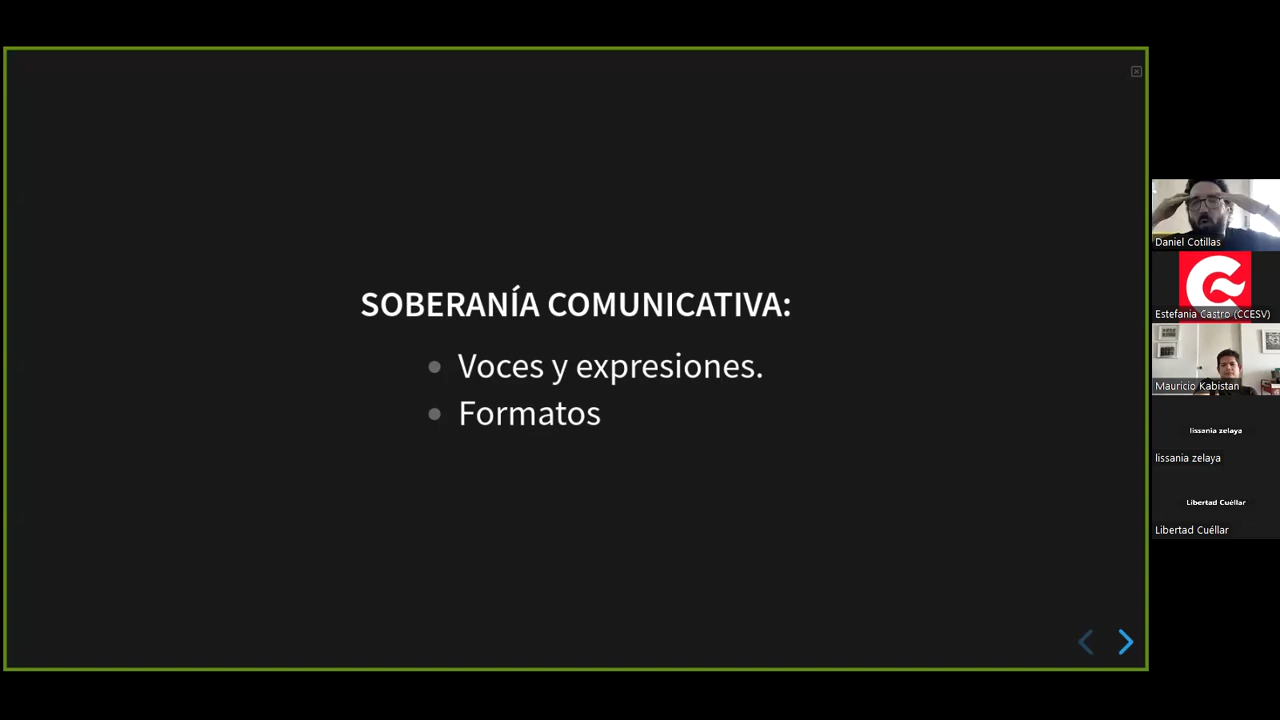 SOBERANÍA COMUNICATIVA:
Voces y expresiones.
Formatos
Daniel Cotillas
Estefania Castro (CCESV)
Mauricio Kabistan
lissania zelaya
lissania zelaya
Libertad Cuéllar
Libertad Cuéllar